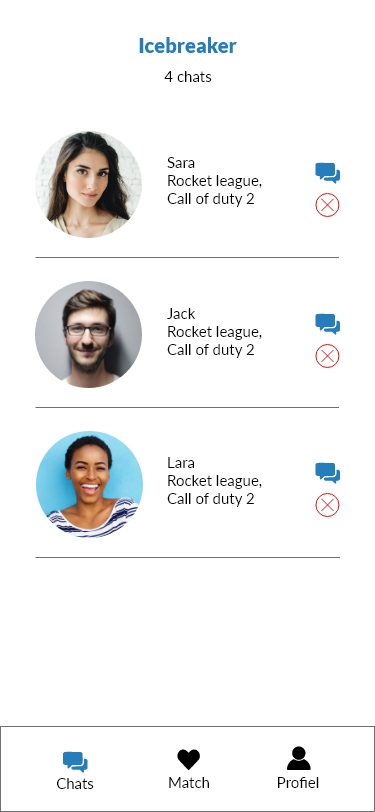 Icebreaker
4 chats
Sara
Rocket league,
Call of duty 2
Jack
Rocket league,
Call of duty 2
Lara
Rocket league,
Call of duty 2
Chats
Match
Profiel